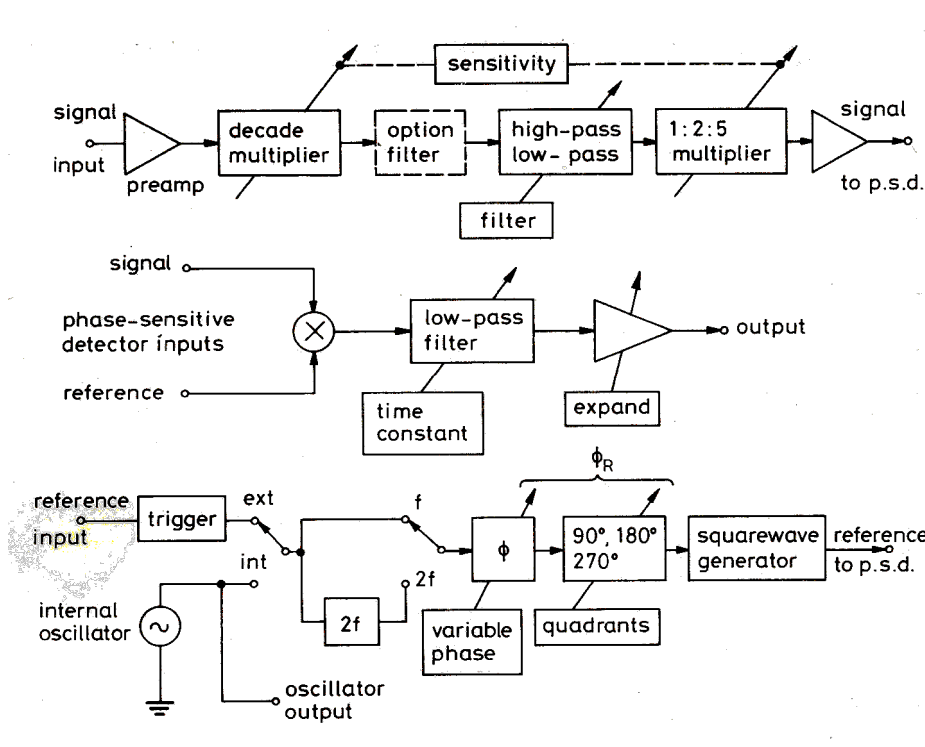 sensitivity
signal
input
preamp
decade
multiplier
option
filter
high-pass
low- pass
1:2:5
multiplier
signal
to p.s.d.
filter
signal
phase-sensitive
detector inputs
reference
low-pass
filter
output
time
constant
expand
ϕR
reference
input
trigger
ext
int
f
2f
2f
ϕ
90°, 180°
270°
squarewave
generator
reference
to p.s.d.
internal
oscillator
variable
phase
quadrants
oscillator
output